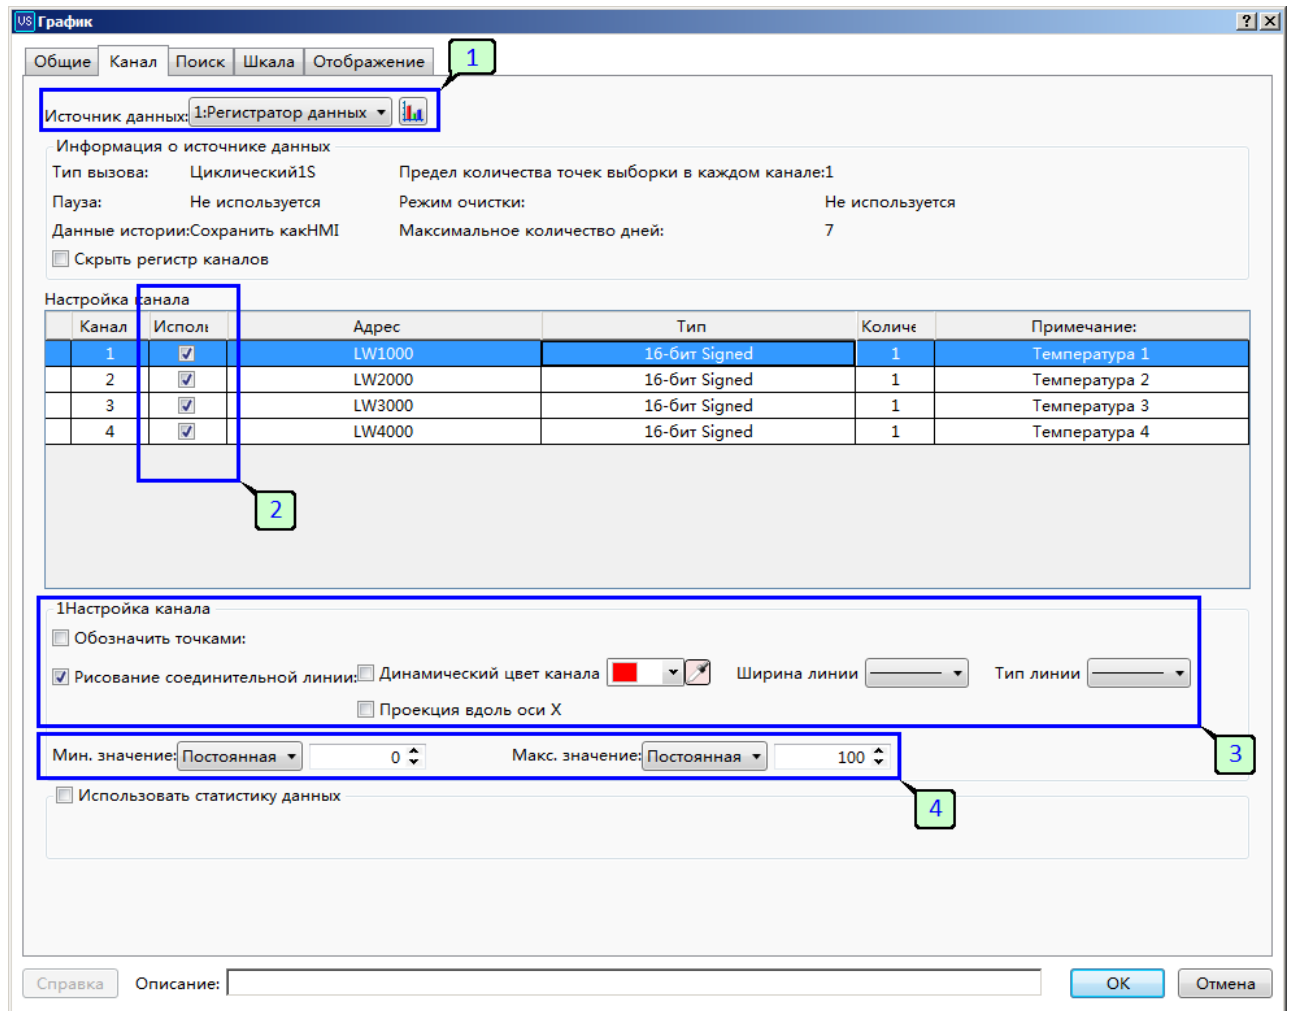 VS График
Общие Канал Поиск Шкала Отображение 1
Источник данных: 1:Регистратор данных
Информация о источнике данных
Тип вызова: Циклический1S Предел количества точек выборки в каждом канале:1
Пауза: Не используется Режим очистки: Не используется
Данные истории:Сохранить какHMI Максимальное количество дней: 7
Скрыть регистр каналов
Настройка канала
Канал Исполь Адрес Тип Количе Примечание:
1 LW1000 16-бит Signed 1 Температура 1
2 LW2000 16-бит Signed 1 Температура 2
3 LW3000 16-бит Signed 1 Температура 3
4 LW4000 16-бит Signed 1 Температура 4
2
1Настройка канала
Обозначить точками:
Рисование соединительной линии: Динамический цвет канала Ширина линии Тип линии
Проекция вдоль оси X
3
Мин. значение: Постоянная 0 Макс. значение: Постоянная 100
4
Использовать статистику данных
Справка Описание: OK Отмена